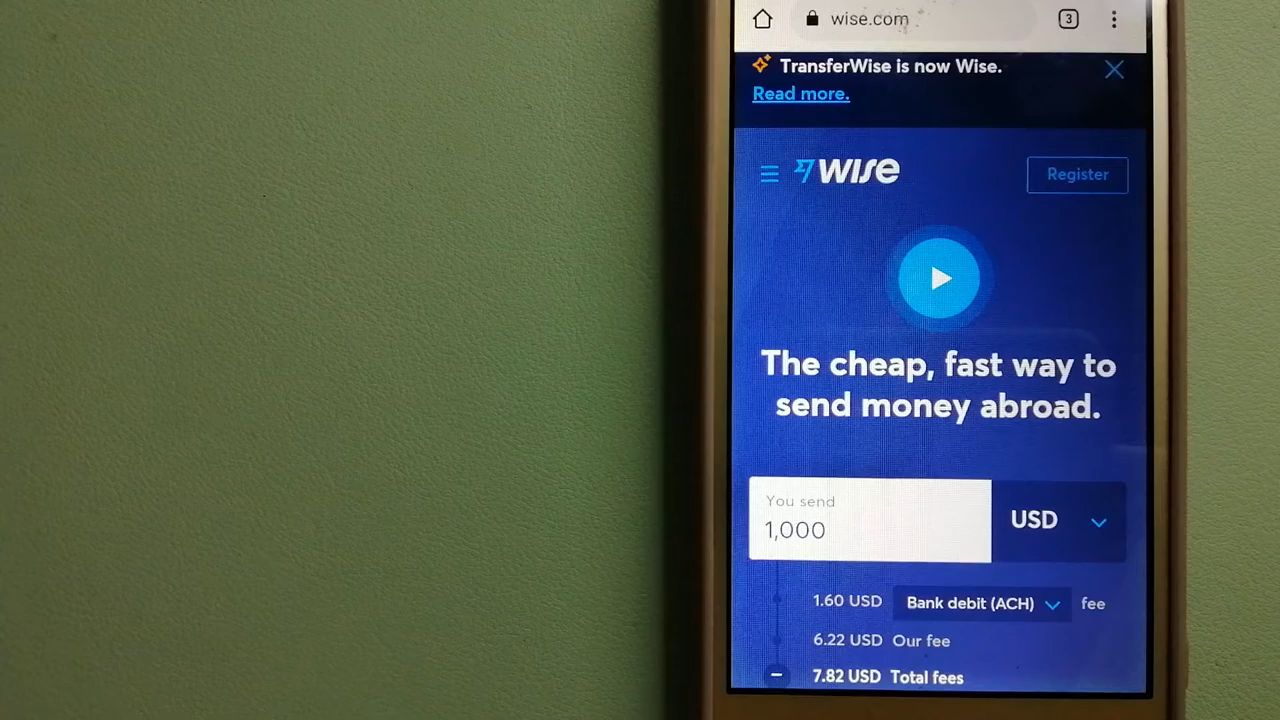 wise.com
3
TransferWise is now Wise.
Read more.
WISE
Register
The cheap, fast way to
send money abroad.
You send
1,000
USD
1.60 USD Bank debit (ACH) fee
6.22 USD Our fee
7.82 USD Total fees